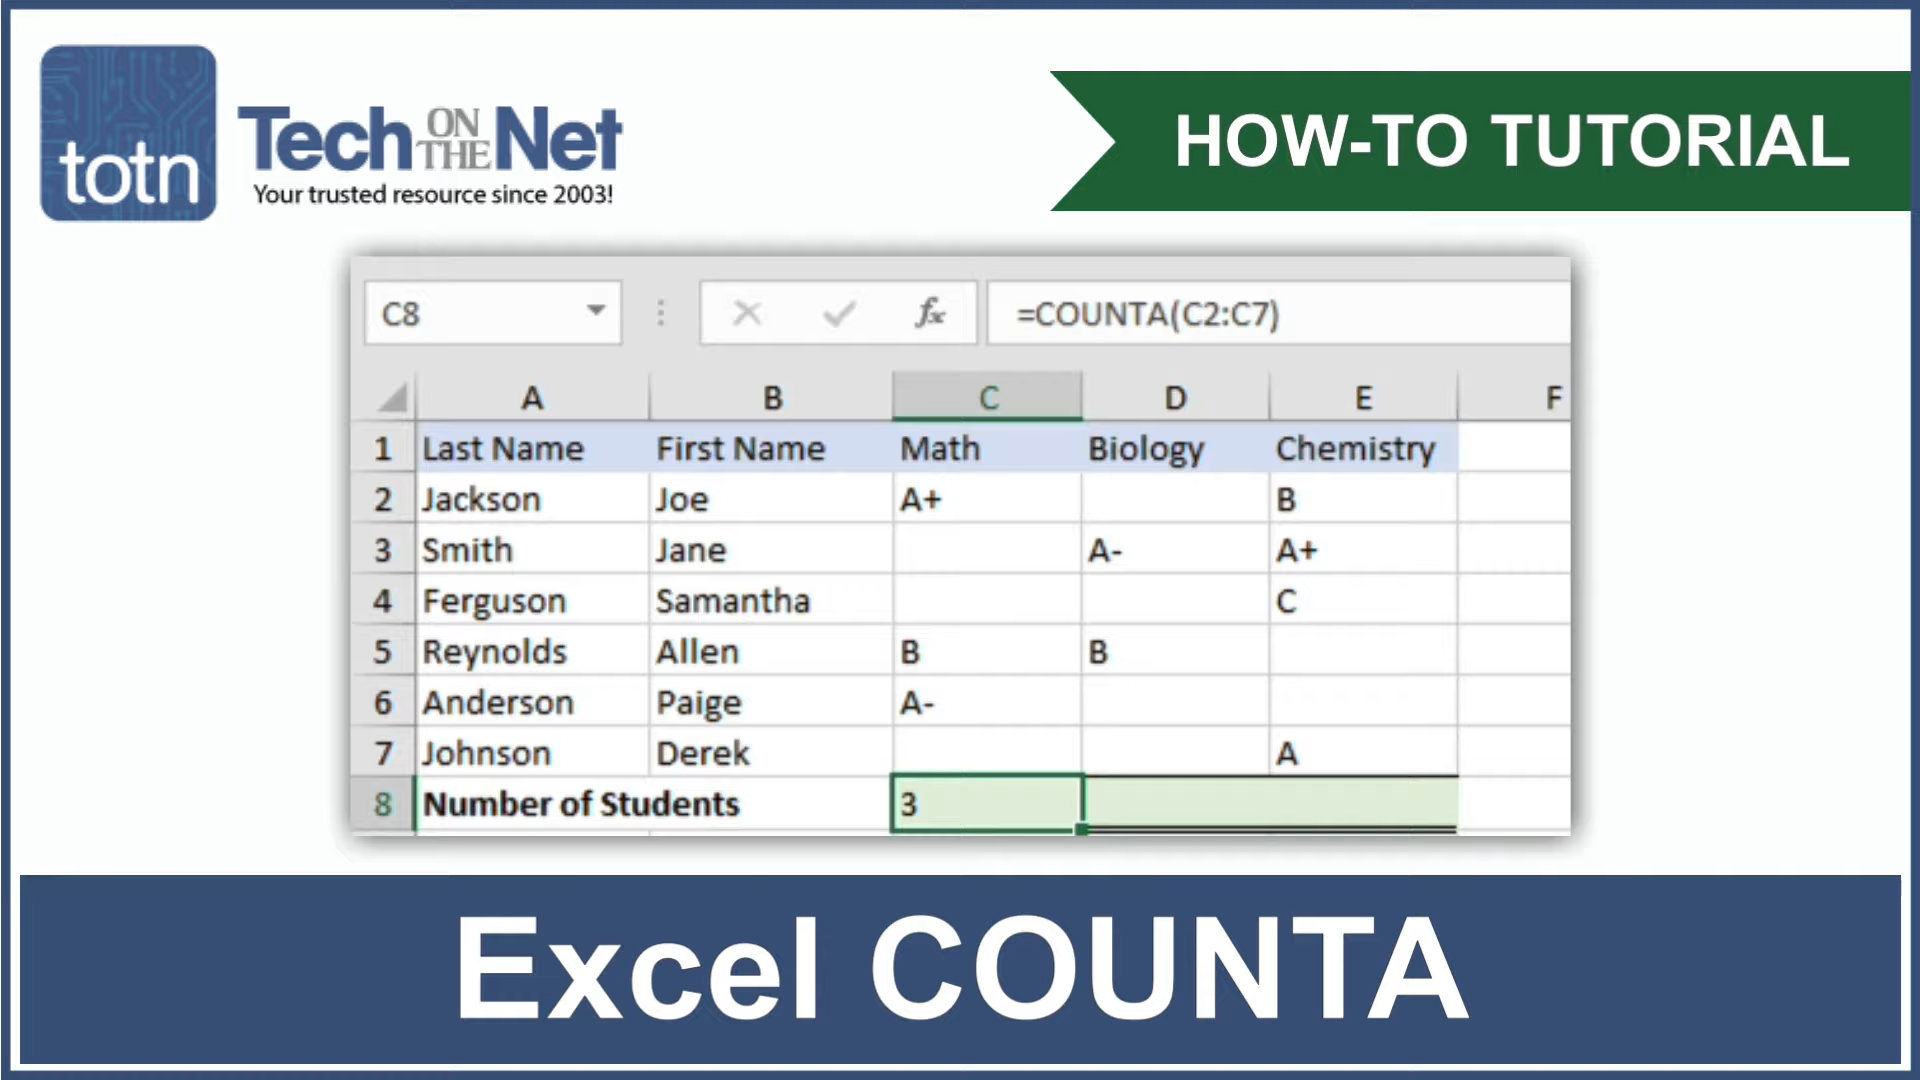 totn
Tech ON THE Net
Your trusted resource since 2003!
HOW-TO TUTORIAL
C8 fx =COUNTA(C2:C7)
A B C D E F
1 Last Name First Name Math Biology Chemistry
2 Jackson Joe A+ B
3 Smith Jane A- A+
4 Ferguson Samantha C
5 Reynolds Allen B B
6 Anderson Paige A-
7 Johnson Derek A
8 Number of Students 3
Excel COUNTA